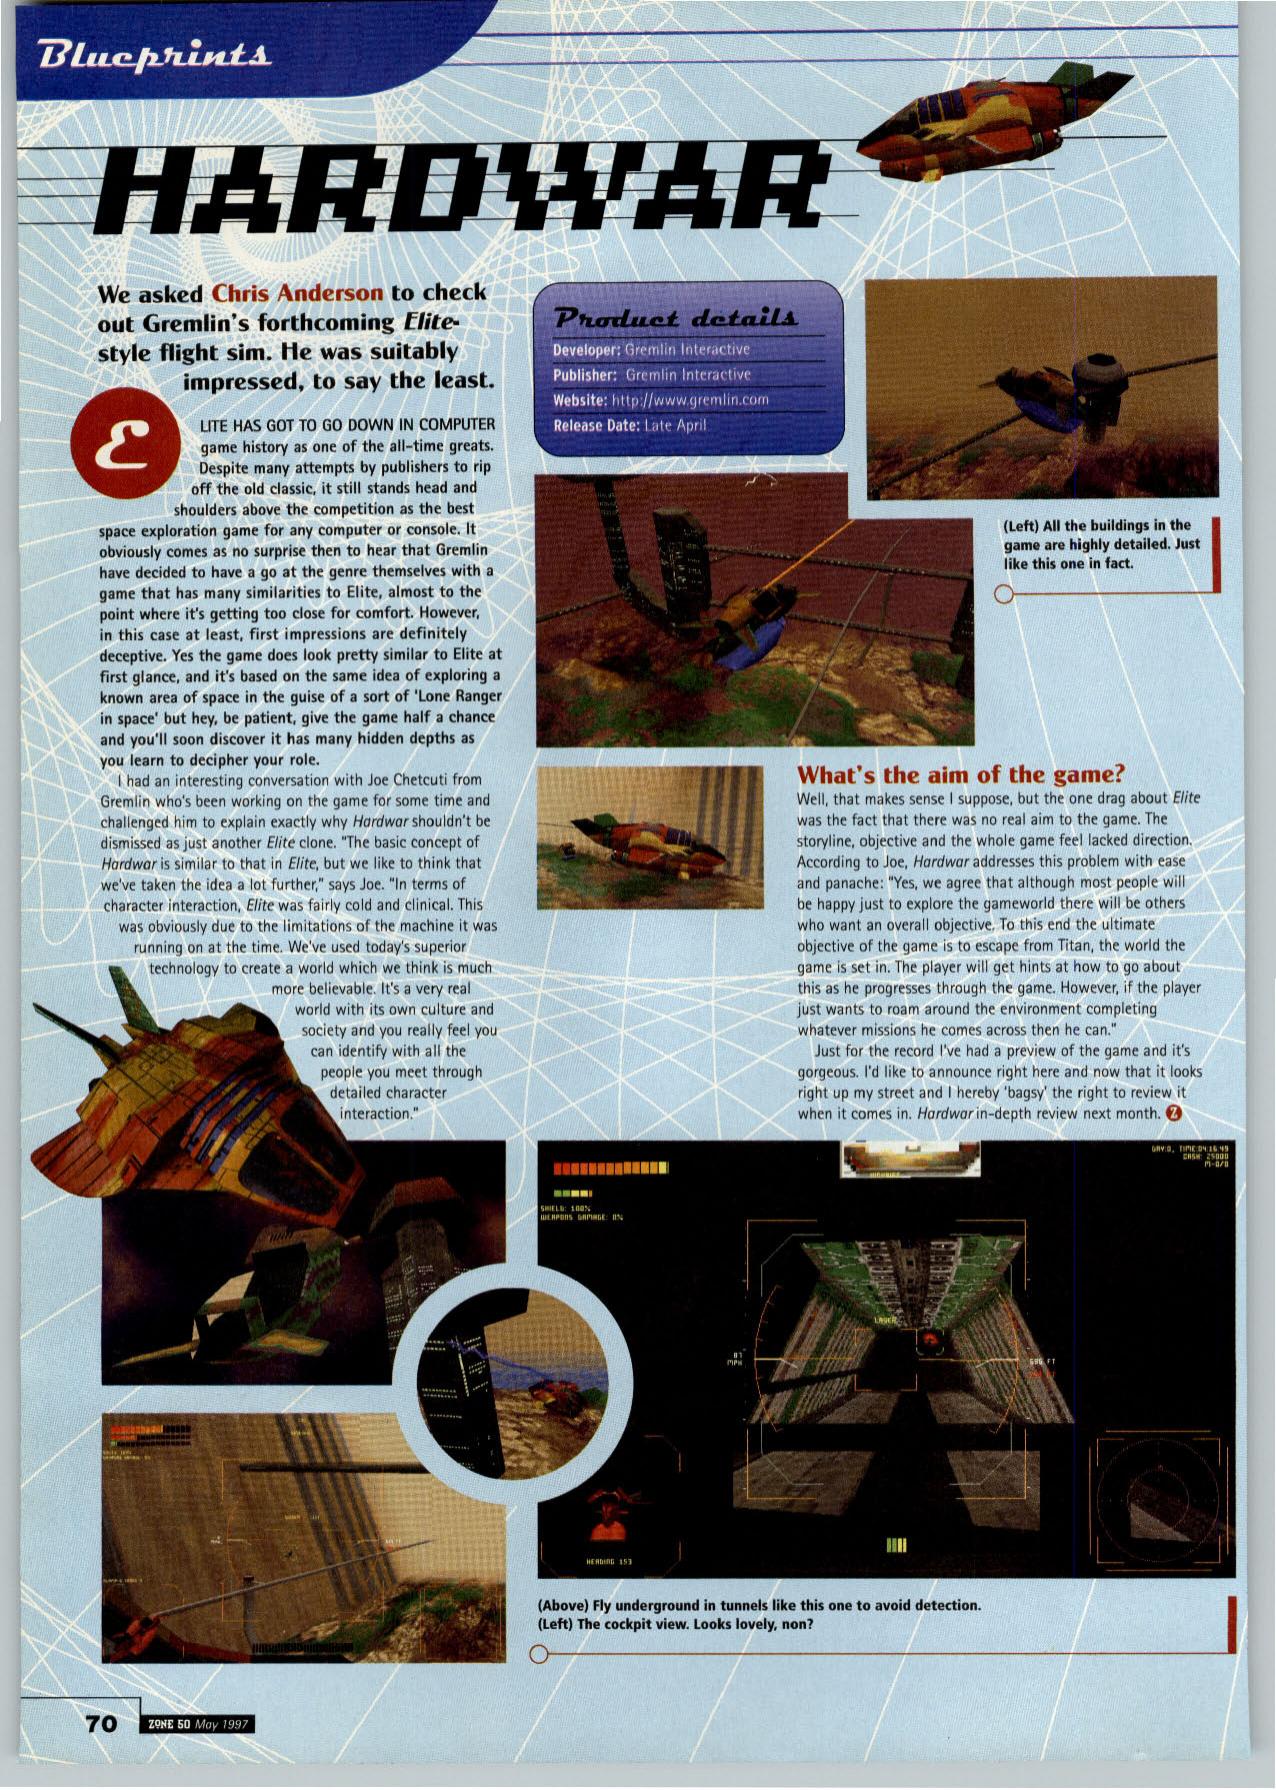 Blueprints
HARDWAR
We asked Chris Anderson to check
out Gremlin's forthcoming Elite-
style flight sim. He was suitably
impressed, to say the least.
ELITE HAS GOT TO GO DOWN IN COMPUTER
game history as one of the all-time greats.
Despite many attempts by publishers to rip
off the old classic, it still stands head and
shoulders above the competition as the best
space exploration game for any computer or console. It
obviously comes as no surprise then to hear that Gremlin
have decided to have a go at the genre themselves with a
game that has many similarities to Elite, almost to the
point where it's getting too close for comfort. However,
in this case at least, first impressions are definitely
deceptive. Yes the game does look pretty similar to Elite at
first glance, and it's based on the same idea of exploring a
known area of space in the guise of a sort of 'Lone Ranger
in space' but hey, be patient, give the game half a chance
and you'll soon discover it has many hidden depths as
you learn to decipher your role.
I had an interesting conversation with Joe Chetcuti from
Gremlin who's been working on the game for some time and
challenged him to explain exactly why Hardwar shouldn't be
dismissed as just another Elite clone. "The basic concept of
Hardwar is similar to that in Elite, but we like to think that
we've taken the idea a lot further," says Joe. "In terms of
character interaction, Elite was fairly cold and clinical. This
was obviously due to the limitations of the machine it was
running on at the time. We've used today's superior
technology to create a world which we think is much
more believable. It's a very real
world with its own culture and
society and you really feel you
can identify with all the
people you meet through
detailed character
interaction."
Product details
Developer: Gremlin Interactive
Publisher: Gremlin Interactive
Website: http://www.gremlin.com
Release Date: Late April
(Left) All the buildings in the
game are highly detailed. Just
like this one in fact.
What's the aim of the game?
Well, that makes sense I suppose, but the one drag about Elite
was the fact that there was no real aim to the game. The
storyline, objective and the whole game feel lacked direction.
According to Joe, Hardwar addresses this problem with ease
and panache: "Yes, we agree that although most people will
be happy just to explore the gameworld there will be others
who want an overall objective. To this end the ultimate
objective of the game is to escape from Titan, the world the
game is set in. The player will get hints at how to go about
this as he progresses through the game. However, if the player
just wants to roam around the environment completing
whatever missions he comes across then he can."
Just for the record I've had a preview of the game and it's
gorgeous. I'd like to announce right here and now that it looks
right up my street and I hereby 'bagsy' the right to review it
when it comes in. Hardwar in-depth review next month. Z
SHIELD: 100%
WEAPONS DAMAGE: 0%
DAY:0, TIME:04:16:49
CASH: 25000
M-0/0
LASER
87
MPH
HEADING 153
(Above) Fly underground in tunnels like this one to avoid detection.
(Left) The cockpit view. Looks lovely, non?
70
ZONE 50 May 1997